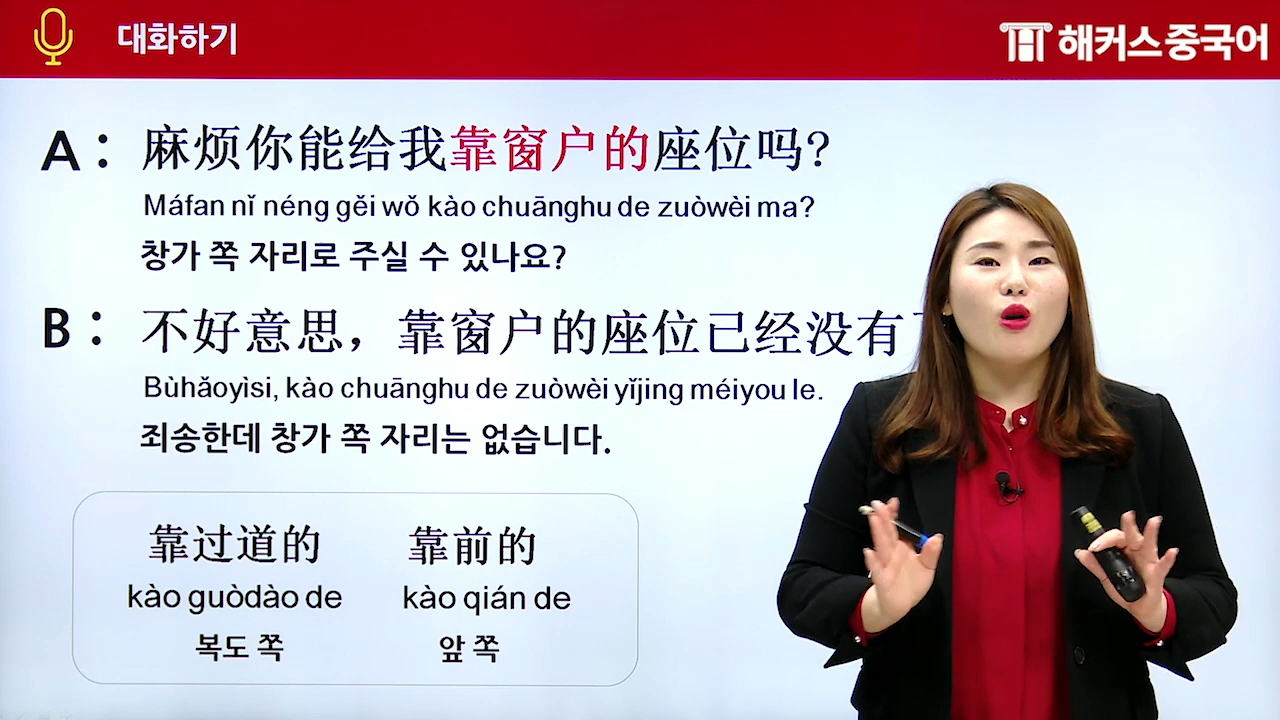 대화하기
해커스중국어
A : 麻烦你能给我靠窗户的座位吗?
Máfan nǐ néng gěi wǒ kào chuānghu de zuòwèi ma?
창가 쪽 자리로 주실 수 있나요?
B : 不好意思，靠窗户的座位已经没有
Bùhǎoyìsi, kào chuānghu de zuòwèi yǐjing méiyou le.
죄송한데 창가 쪽 자리는 없습니다.
靠过道的 靠前的
kào guòdào de kào qián de
복도 쪽 앞 쪽